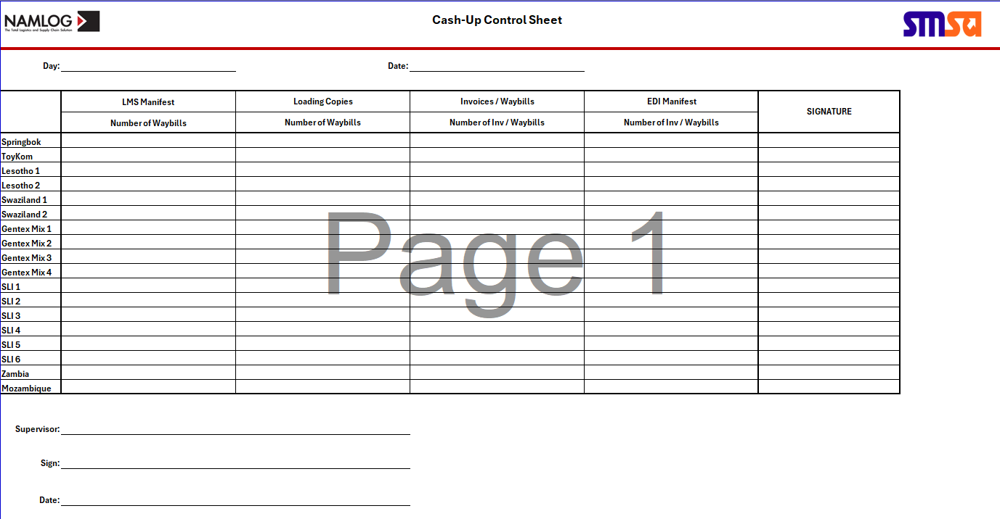 NAMLOG
The Total Logistics and Supply Chain Solution
Cash-Up Control Sheet
smsa
Day: Date:
LMS Manifest Loading Copies Invoices / Waybills EDI Manifest SIGNATURE
Number of Waybills Number of Waybills Number of Inv / Waybills Number of Inv / Waybills
Springbok
ToyKom
Lesotho 1
Lesotho 2
Swaziland 1
Swaziland 2
Gentex Mix 1
Gentex Mix 2
Gentex Mix 3
Gentex Mix 4
SLI 1
SLI 2
SLI 3
SLI 4
SLI 5
SLI 6
Zambia
Mozambique
Page 1
Supervisor:
Sign:
Date: